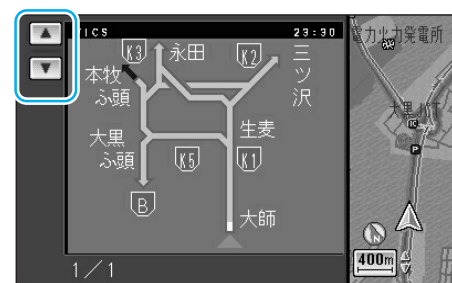 VICS 23:30
K3 永田 K2 三ツ沢
本牧ふ頭
大黒ふ頭
生麦
K5 K1
B
大師
1/1
電力火力発電所
大黒JCT
IC
P
N
400m